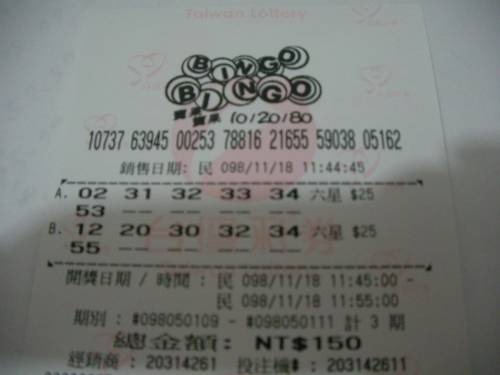 Taiwan Lottery
BINGO
BINGO
賓果 10/20/80
賓果
10737 63945 00253 78816 21655 59038 05162
銷售日期: 民 098/11/18 11:44:45
A. 02 31 32 33 34 六星 $25
53 -- -- -- --
B. 12 20 30 32 34 六星 $25
55 -- -- -- --
開獎日期 / 時間 : 民 098/11/18 11:45:00 -
民 098/11/18 11:55:00
期別 : #098050109 - #098050111 計 3 期
總金額: NT$150
經銷商 : 20314261 投注機# : 203142611